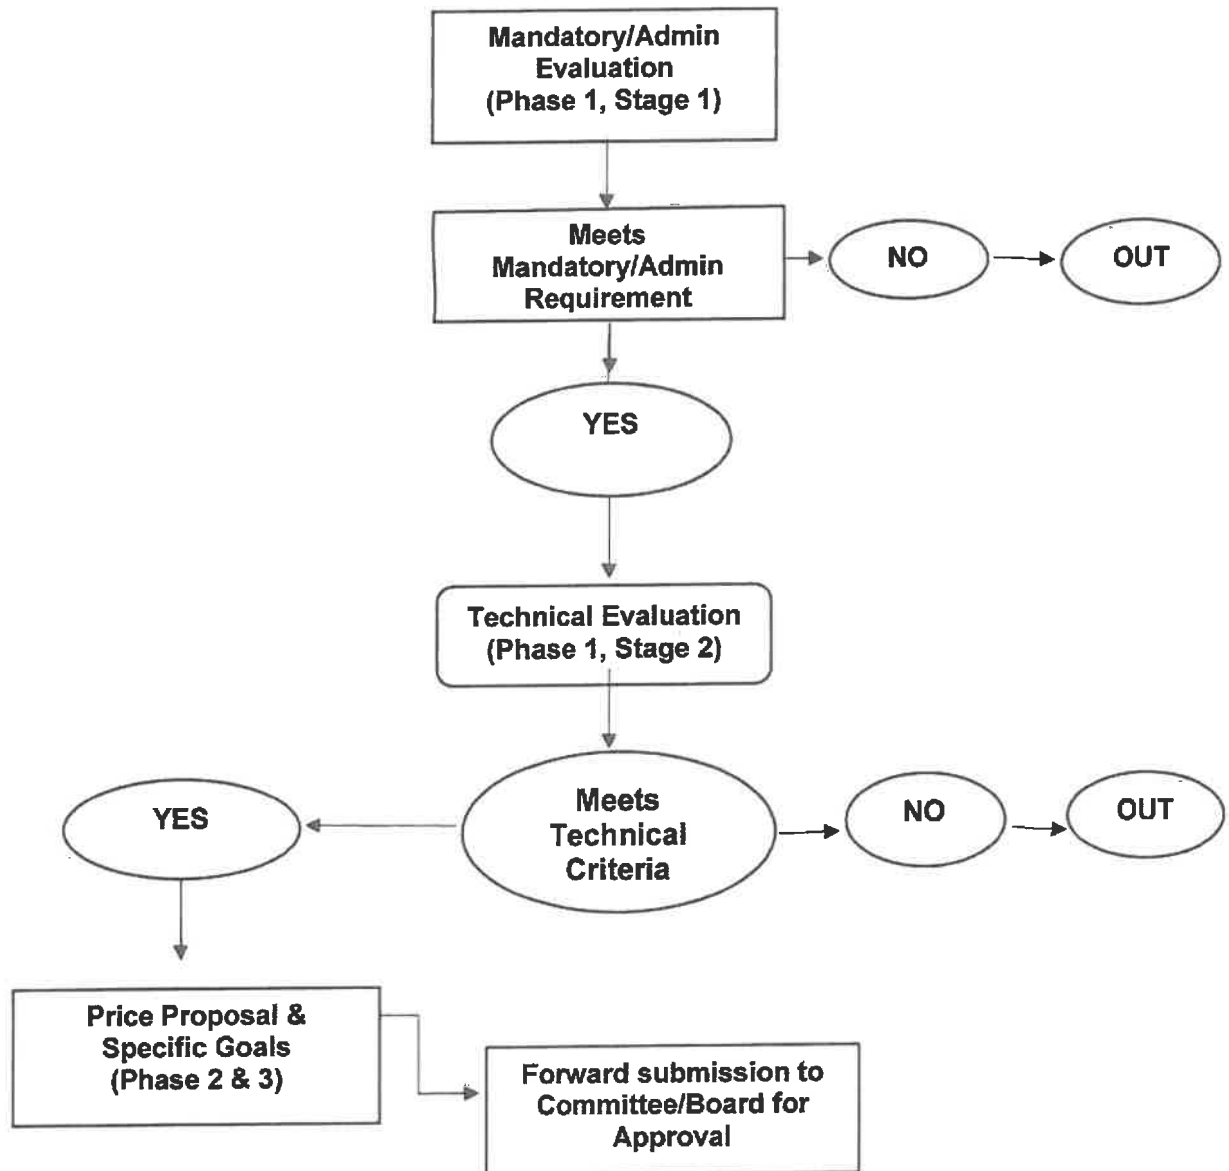 Mandatory/Admin
Evaluation
(Phase 1, Stage 1)
Meets
Mandatory/Admin
Requirement
NO
OUT
YES
Technical Evaluation
(Phase 1, Stage 2)
Meets
Technical
Criteria
YES
NO
OUT
Price Proposal &
Specific Goals
(Phase 2 & 3)
Forward submission to
Committee/Board for
Approval